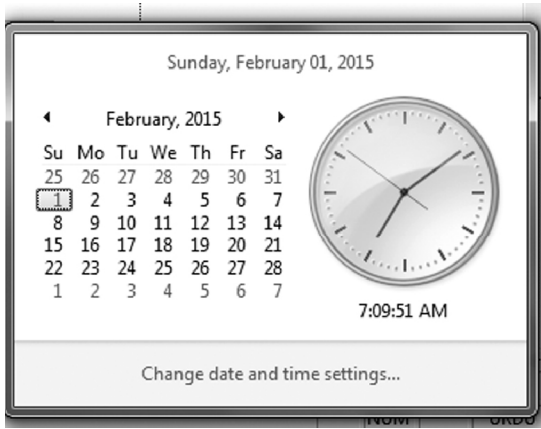 Sunday, February 01, 2015
February, 2015
Su Mo Tu We Th Fr Sa
25 26 27 28 29 30 31
1 2 3 4 5 6 7
8 9 10 11 12 13 14
15 16 17 18 19 20 21
22 23 24 25 26 27 28
1 2 3 4 5 6 7
7:09:51 AM
Change date and time settings...
NUM URDU